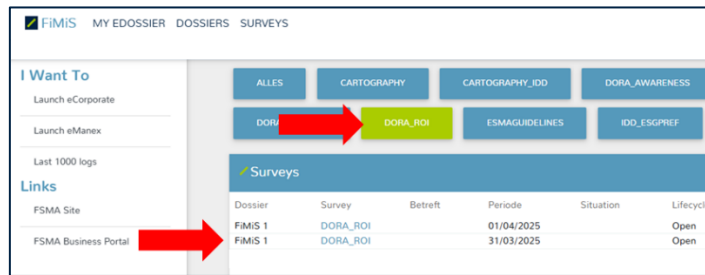 FiMiS MY EDOSSIER DOSSIERS SURVEYS
I Want To
Launch eCorporate
Launch eManex
Last 1000 logs
Links
FSMA Site
FSMA Business Portal
ALLES CARTOGRAPHY CARTOGRAPHY_IDD DORA_AWARENESS
DORA DORA_ROI ESMAGUIDELINES IDD_ESGPREF
Surveys
Dossier Survey Betreft Periode Situation Lifecycl
FiMiS 1 DORA_ROI 01/04/2025 Open
FiMiS 1 DORA_ROI 31/03/2025 Open